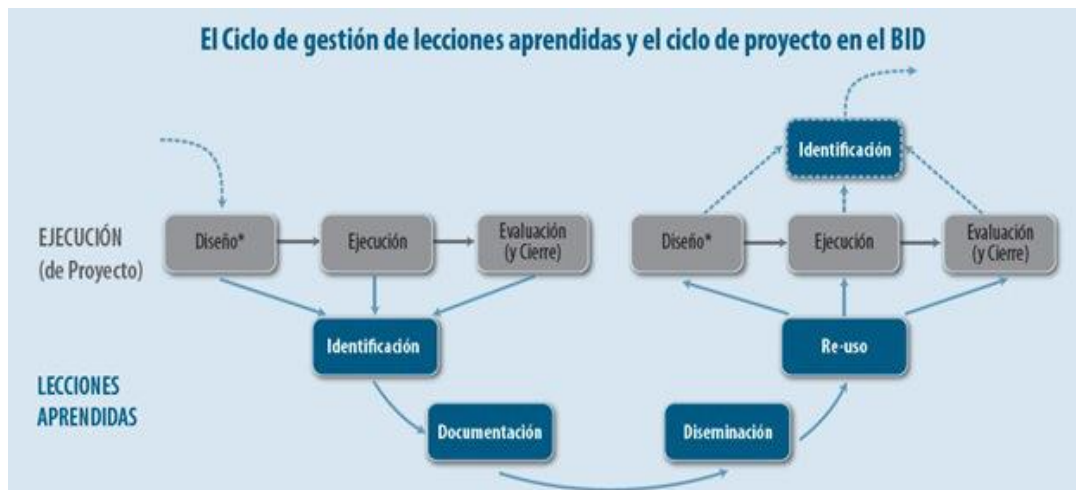 El Ciclo de gestión de lecciones aprendidas y el ciclo de proyecto en el BID
Identificación
EJECUCIÓN
(de Proyecto)
Diseño*
Ejecución
Evaluación
(y Cierre)
Diseño*
Ejecución
Evaluación
(y Cierre)
Identificación
Re-uso
LECCIONES
APRENDIDAS
Documentación
Diseminación